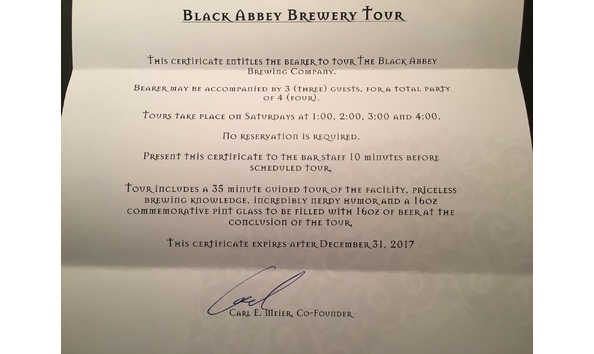 Black Abbey Brewery Tour
This certificate entitles the bearer to tour The Black Abbey
Brewing Company.
Bearer may be accompanied by 3 (three) guests, for a total party
of 4 (four).
Tours take place on Saturdays at 1:00, 2:00, 3:00 and 4:00.
No reservation is required.
Present this certificate to the bar staff 10 minutes before
scheduled tour.
Tour includes a 35 minute guided tour of the facility, priceless
brewing knowledge, incredibly nerdy humor and a 16oz
commemorative pint glass to be filled with 16oz of beer at the
conclusion of the tour.
This certificate expires after December 31, 2017
Carl
Carl E. Meier, Co-Founder